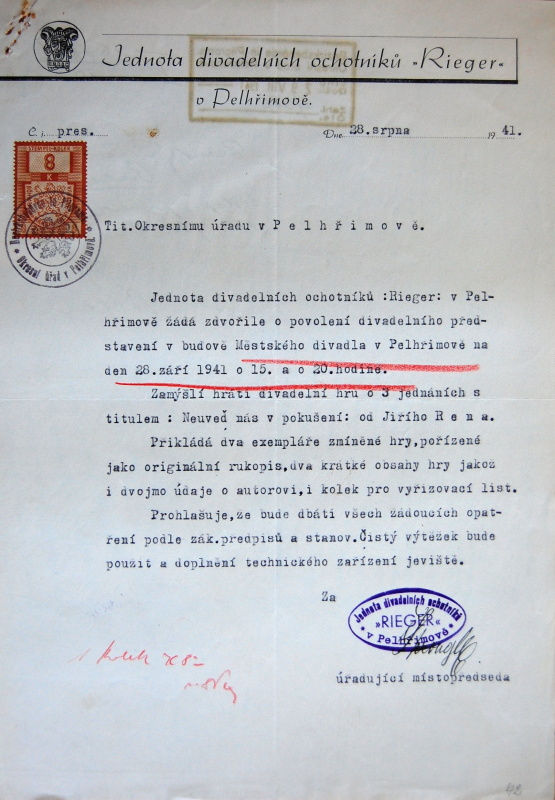 Jednota divadelních ochotníků »Rieger«
v Pelhřimově.
Č j. pres.
Dne 28.srpna 1941.
8
K
Okresní úřad v Pelhřimově
Tit.Okresnímu úřadu v P e l h ř i m o v ě.
Jednota divadelních ochotníků :Rieger: v Pel-
hřimově žádá zdvořile o povolení divadelního před-
stavení v budově Městského divadla v Pelhřimově na
den 28.září 1941 o 15. a o 20.hodině.
Zamýšlí hráti divadelní hru o 3 jednáních s
titulem : Neuveď nás v pokušení: od Jiřího R e n a.
Přikládá dva exempláře zmíněné hry,pořízené
jako originální rukopis,dva krátké obsahy hry jakož
i dvojmo údaje o autorovi,i kolek pro vyřizovací list.
Prohlašuje,že bude dbáti všech žádoucích opat-
ření podle zák.předpisů a stanov.Čistý výtěžek bude
použit a doplnění technického zařízení jeviště.
Za
Jednota divadelních ochotníků
»RIEGER«
v Pelhřimově
úřadující místopředseda
1 kolek K 8-
48